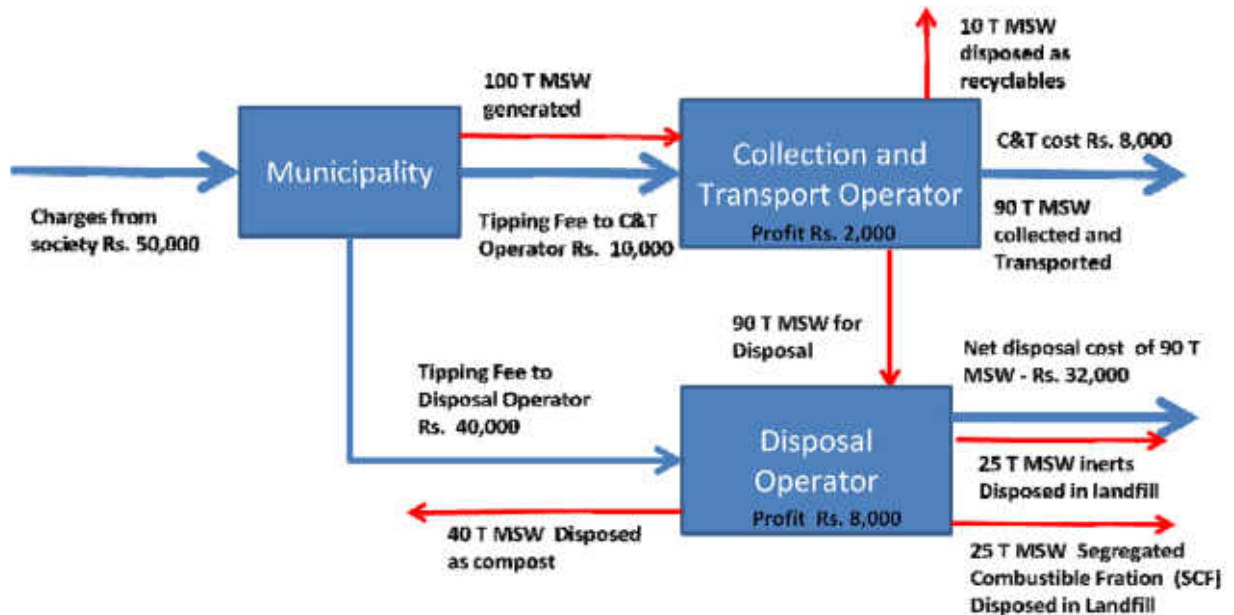 10 T MSW
disposed as
recyclables
100 T MSW
generated
C&T cost Rs. 8,000
Municipality
Collection and
Transport Operator
Profit Rs. 2,000
Charges from
society Rs. 50,000
Tipping Fee to C&T
Operator Rs. 10,000
90 T MSW
collected and
Transported
90 T MSW for
Disposal
Net disposal cost of 90 T
MSW - Rs. 32,000
Tipping Fee to
Disposal Operator
Rs. 40,000
Disposal
Operator
Profit Rs. 8,000
25 T MSW inerts
Disposed in landfill
40 T MSW Disposed
as compost
25 T MSW Segregated
Combustible Fration (SCF)
Disposed in Landfill